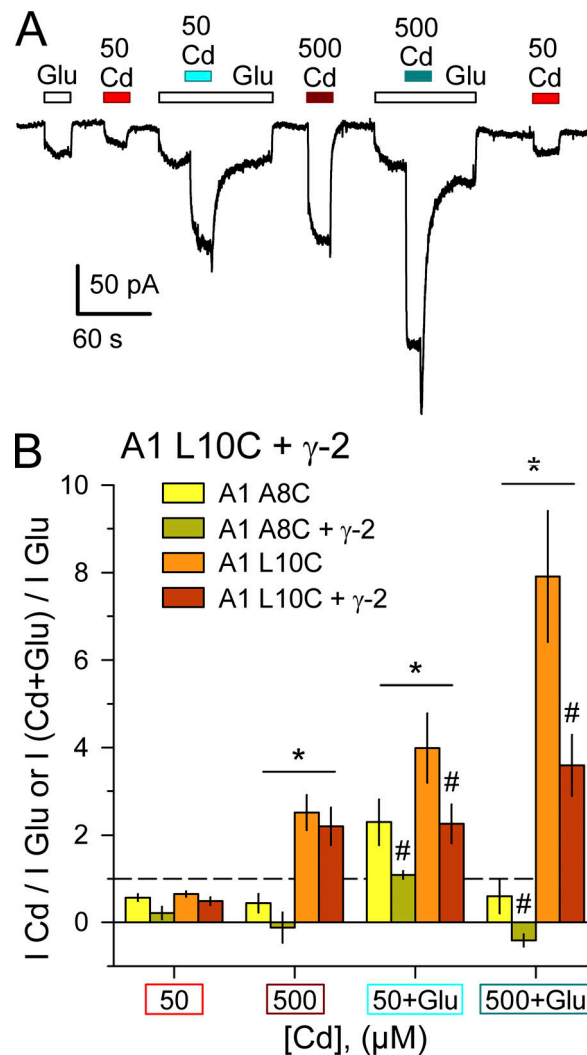 A
50
500
50 500 50
Glu Cd Cd Glu Cd Cd Glu Cd
50 pA
60 s
B A1 L10C + γ-2
A1 A8C
A1 A8C + γ-2
A1 L10C
A1 L10C + γ-2
I Cd / I Glu or I (Cd+Glu) / I Glu
10
8
6
4
2
0
*
*
*
#
#
#
#
50 500 50+Glu 500+Glu
[Cd], (μM)